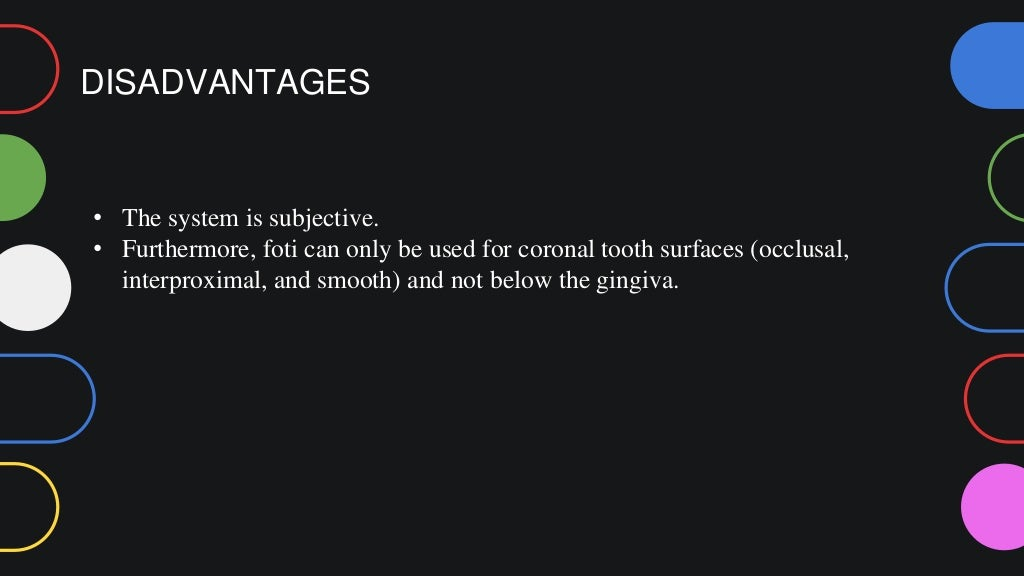 DISADVANTAGES
• The system is subjective.
• Furthermore, foti can only be used for coronal tooth surfaces (occlusal,
interproximal, and smooth) and not below the gingiva.